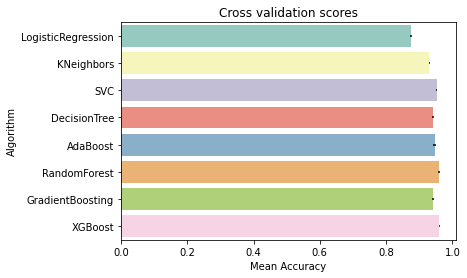 Cross validation scores
LogisticRegression
KNeighbors
SVC
DecisionTree
AdaBoost
RandomForest
GradientBoosting
XGBoost
Algorithm
0.0 0.2 0.4 0.6 0.8 1.0
Mean Accuracy